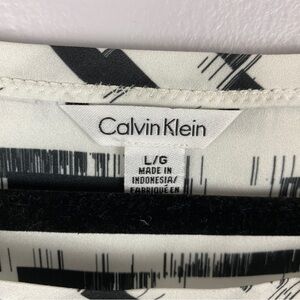 Calvin Klein
L/G
MADE IN
INDONESIA/
FABRIQUÉ EN